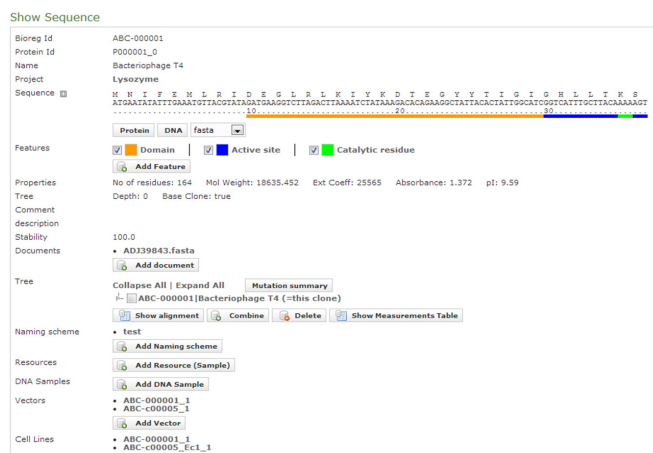 Show Sequence
Bioreg Id ABC-000001
Protein Id P000001_0
Name Bacteriophage T4
Project Lysozyme
Sequence M N I F E M L R I D E G L R L K I Y K D T E G Y Y T I G I G H L L T K S
ATGAATATATTTGAAATGTTACGTATAGATGAAGGTCTTAGACTTAAAATCTATAAAGACACAGAAGGCTATTACACTATTGGCATCGGTCATTTGCTTACAAAAAGT
10 20 30
Protein DNA fasta
Features Domain | Active site | Catalytic residue
Add Feature
Properties No of residues: 164 Mol Weight: 18635.452 Ext Coeff: 25565 Absorbance: 1.372 pI: 9.59
Tree Depth: 0 Base Clone: true
Comment
description
Stability 100.0
Documents • ADJ39843.fasta
Add document
Tree Collapse All | Expand All Mutation summary
ABC-000001|Bacteriophage T4 (=this clone)
Show alignment Combine Delete Show Measurements Table
Naming scheme • test
Add Naming scheme
Resources Add Resource (Sample)
DNA Samples Add DNA Sample
Vectors • ABC-000001_1
• ABC-c00005_1
Add Vector
Cell Lines • ABC-000001_1
• ABC-c00005_Ec1_1